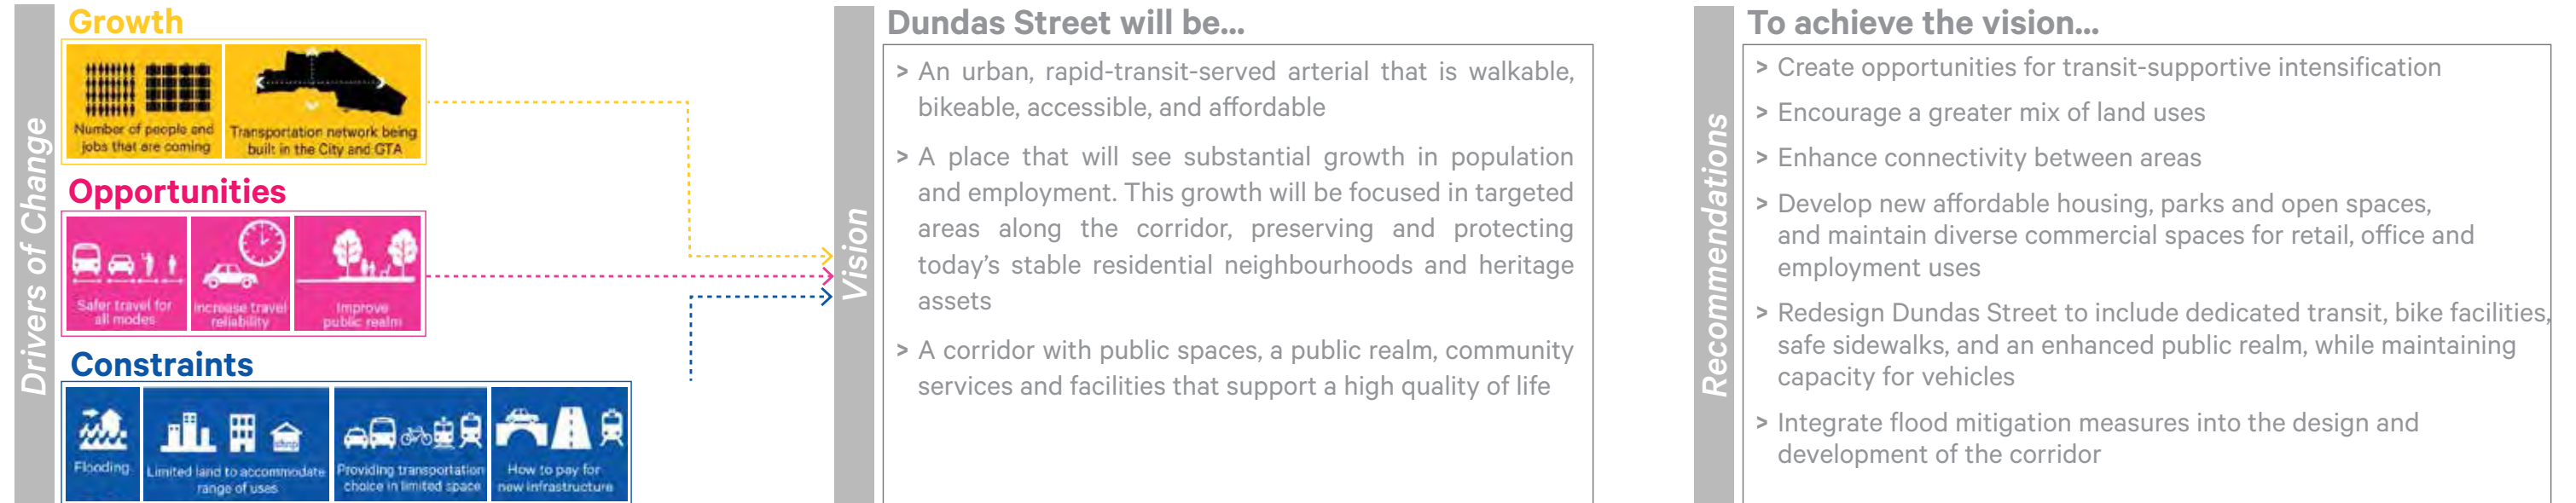 Drivers of Change
Growth
Number of people and
jobs that are coming
Transportation network being
built in the City and GTA
Opportunities
Safer travel for
all modes
Increase travel
reliability
Improve
public realm
Constraints
Flooding
Limited land to accommodate
range of uses
shop
Providing transportation
choice in limited space
How to pay for
new infrastructure
Vision
Dundas Street will be...
> An urban, rapid-transit-served arterial that is walkable,
bikeable, accessible, and affordable
> A place that will see substantial growth in population
and employment. This growth will be focused in targeted
areas along the corridor, preserving and protecting
today’s stable residential neighbourhoods and heritage
assets
> A corridor with public spaces, a public realm, community
services and facilities that support a high quality of life
Recommendations
To achieve the vision...
> Create opportunities for transit-supportive intensification
> Encourage a greater mix of land uses
> Enhance connectivity between areas
> Develop new affordable housing, parks and open spaces,
and maintain diverse commercial spaces for retail, office and
employment uses
> Redesign Dundas Street to include dedicated transit, bike facilities,
safe sidewalks, and an enhanced public realm, while maintaining
capacity for vehicles
> Integrate flood mitigation measures into the design and
development of the corridor